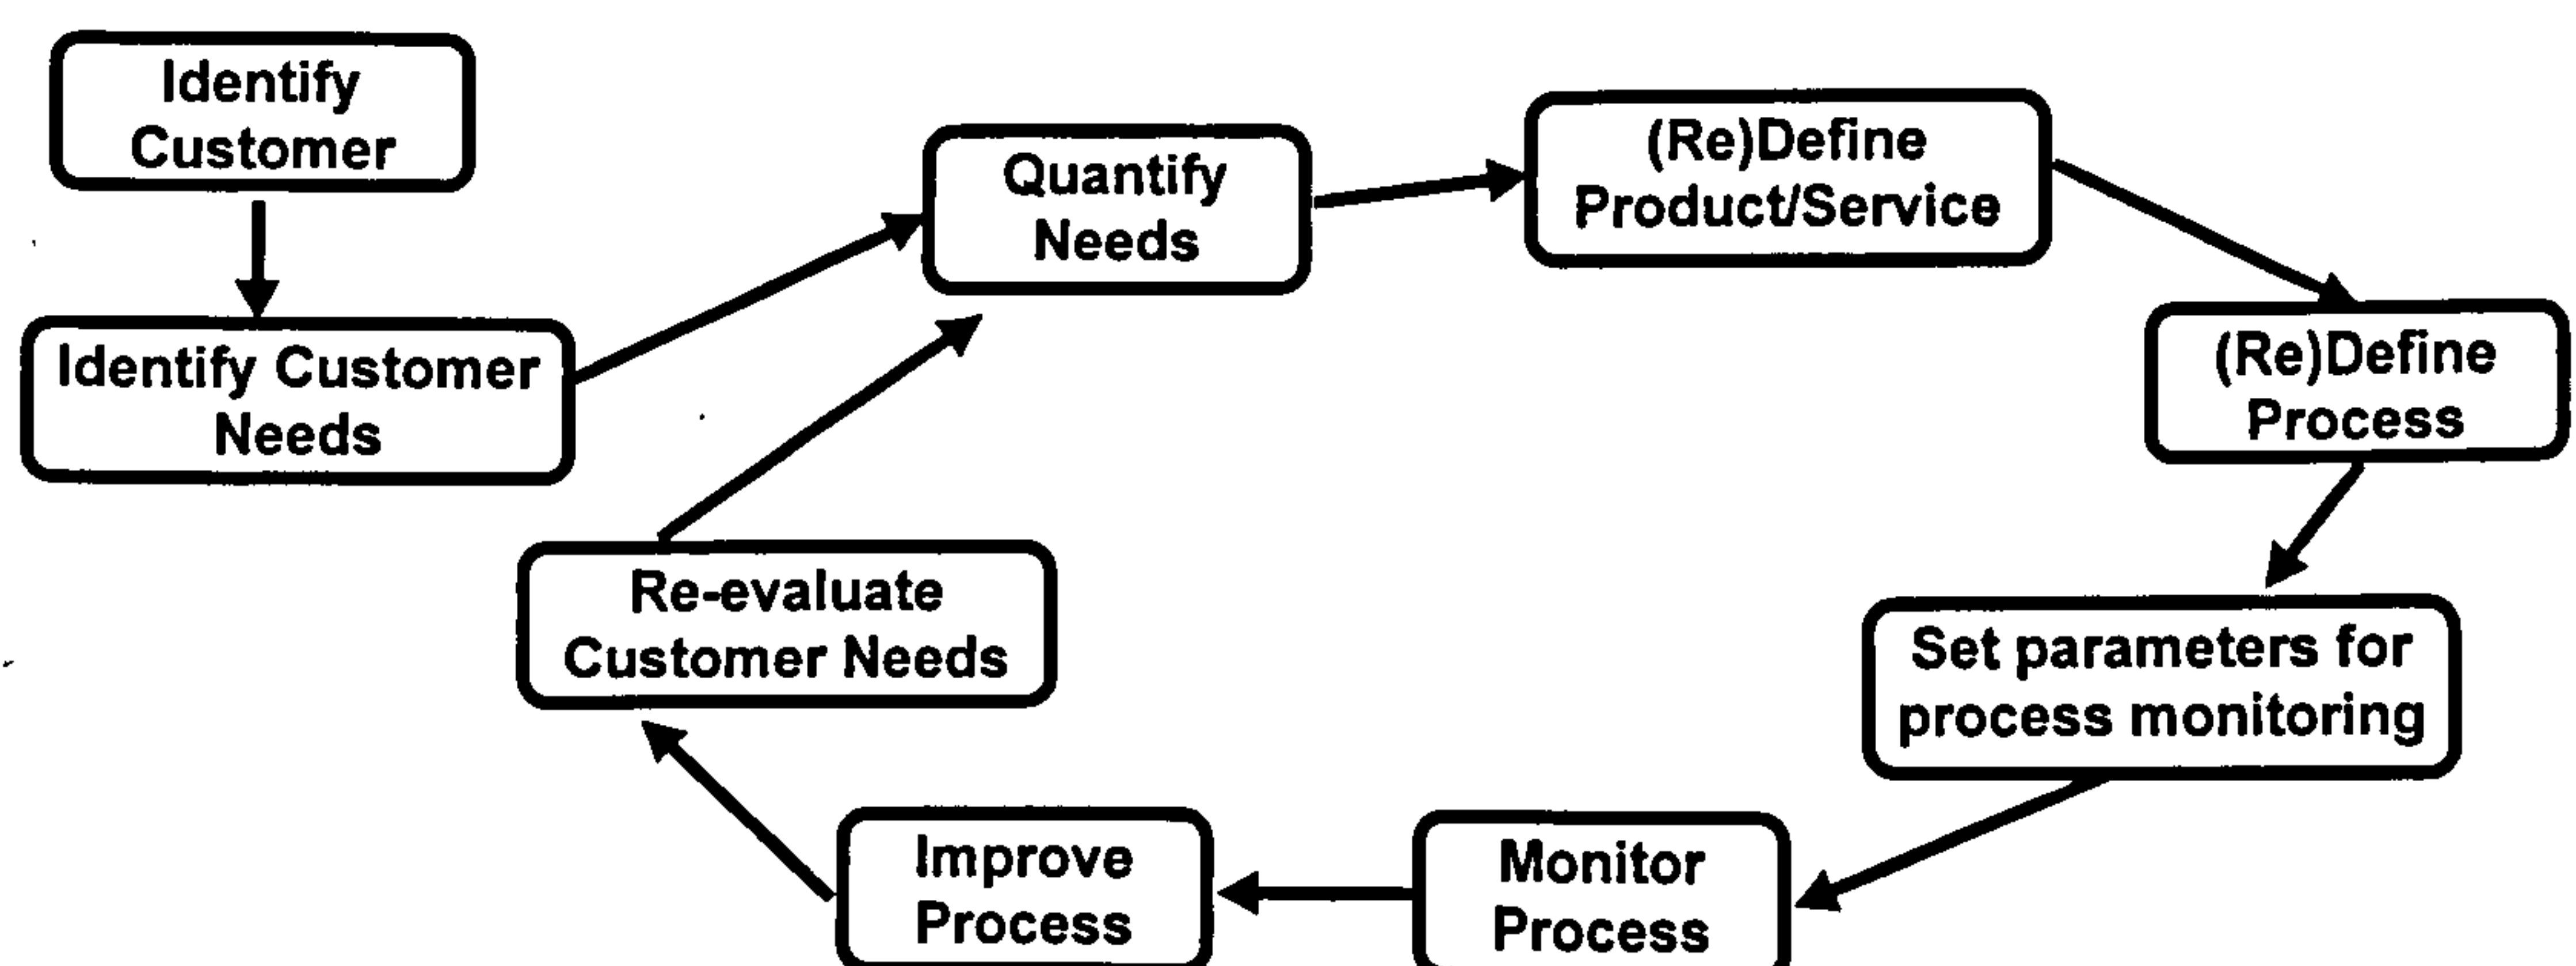 Identify
Customer
Identify Customer
Needs
Quantify
Needs
(Re)Define
Product/Service
(Re)Define
Process
Set parameters for
process monitoring
Monitor
Process
Improve
Process
Re-evaluate
Customer Needs